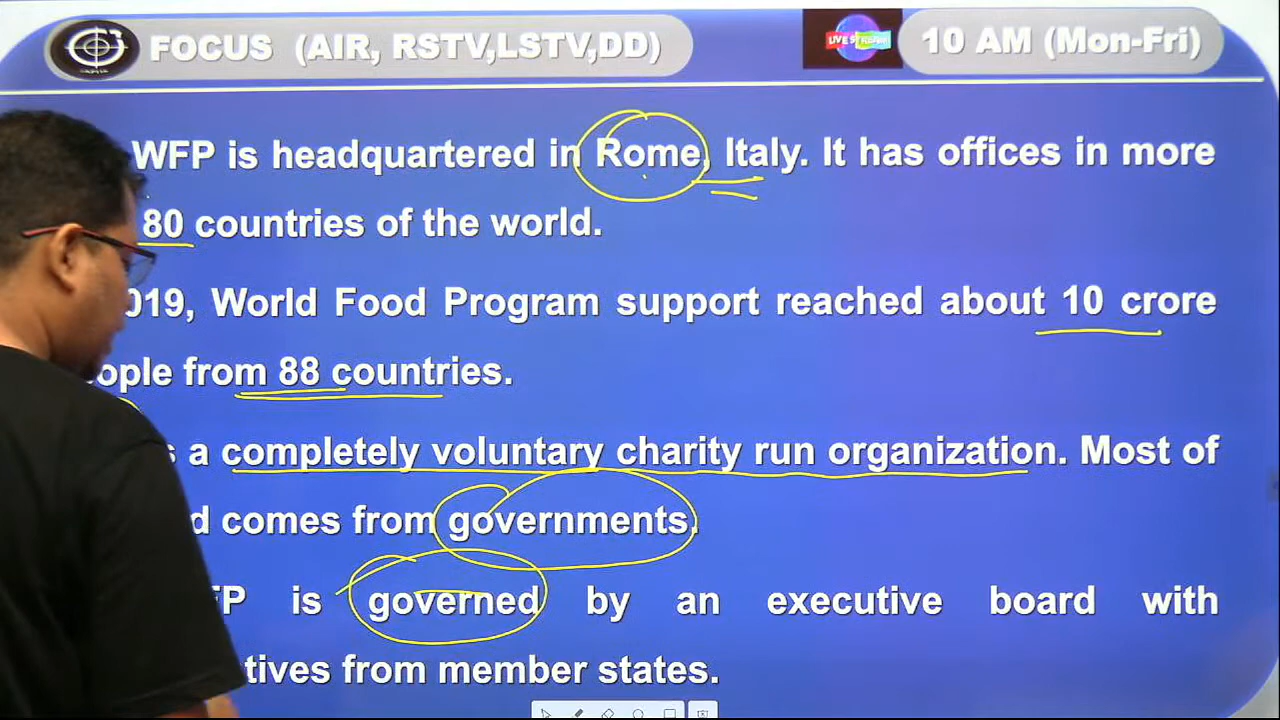 FOCUS (AIR, RSTV,LSTV,DD)
LIVE STREAM
10 AM (Mon-Fri)
WFP is headquartered in Rome, Italy. It has offices in more
80 countries of the world.
019, World Food Program support reached about 10 crore
ople from 88 countries.
s a completely voluntary charity run organization. Most of
d comes from governments.
FP is governed by an executive board with
tives from member states.